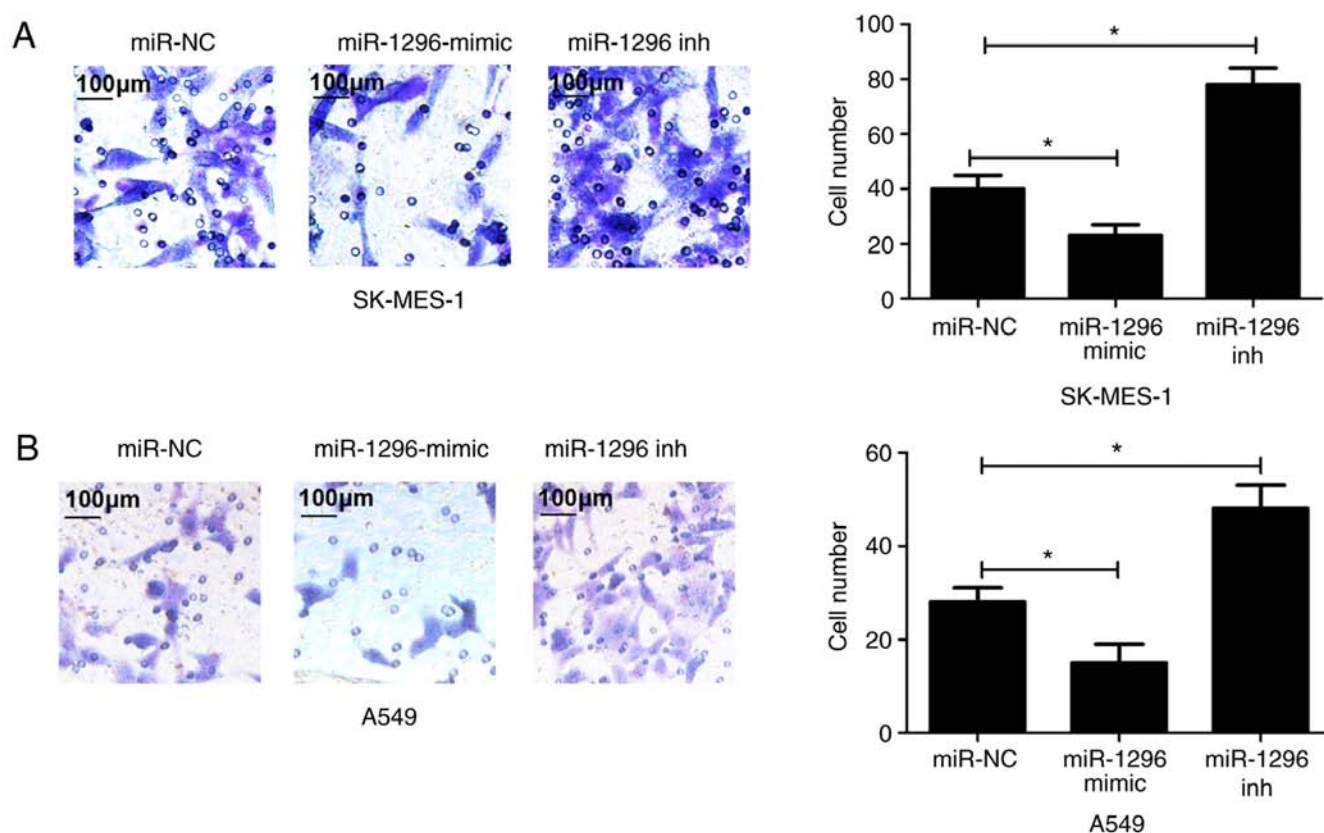 A
miR-NC
miR-1296-mimic
miR-1296 inh
100µm
100µm
100µm
SK-MES-1
Cell number
100
80
60
40
20
0
*
*
miR-NC
miR-1296
mimic
miR-1296
inh
SK-MES-1
B
miR-NC
miR-1296-mimic
miR-1296 inh
100µm
100µm
100µm
A549
Cell number
60
40
20
0
*
*
miR-NC
miR-1296
mimic
miR-1296
inh
A549